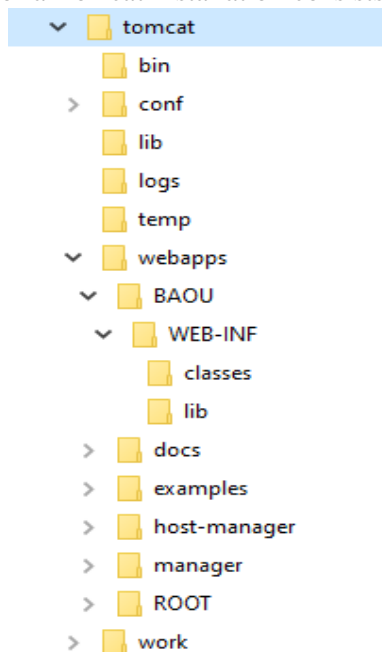 tomcat
bin
conf
lib
logs
temp
webapps
BAOU
WEB-INF
classes
lib
docs
examples
host-manager
manager
ROOT
work